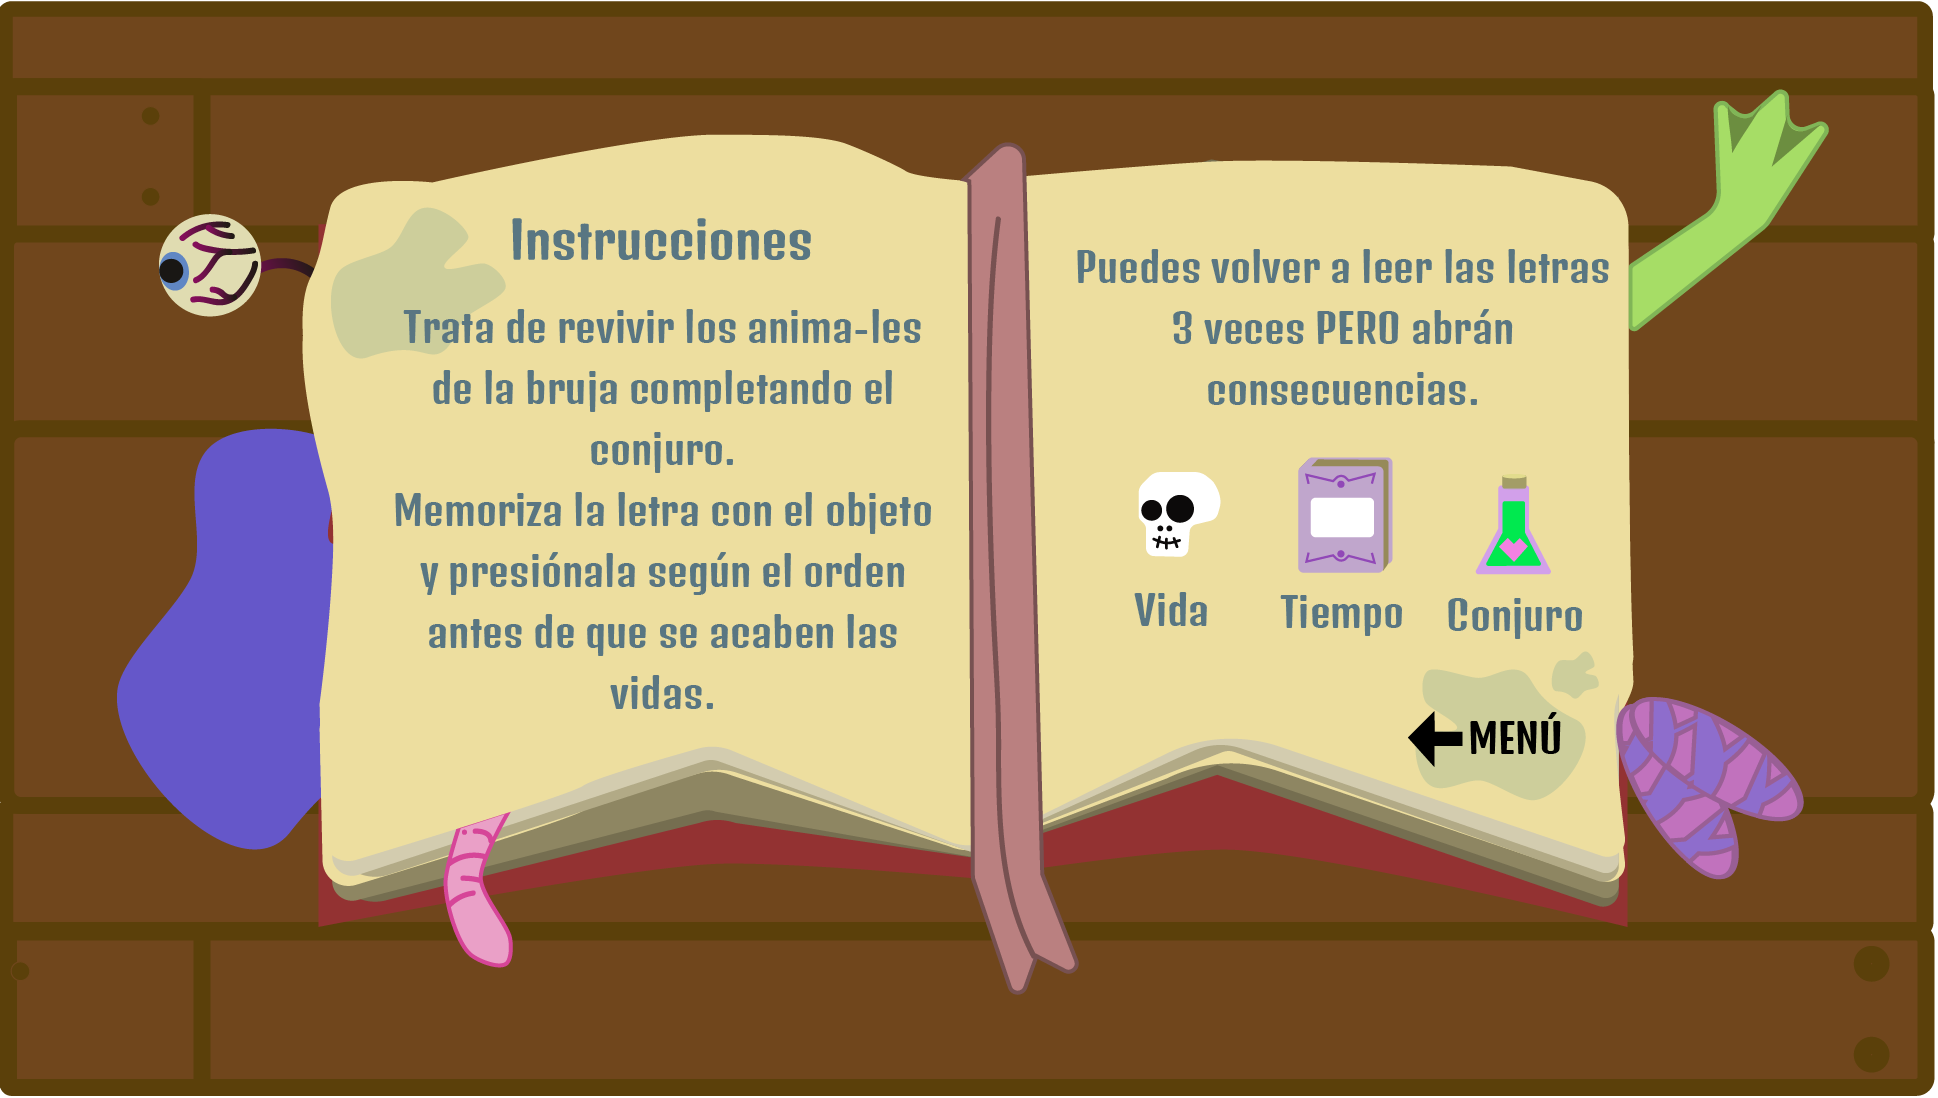 Instrucciones
Trata de revivir los anima-les
de la bruja completando el
conjuro.
Memoriza la letra con el objeto
y presiónala según el orden
antes de que se acaben las
vidas.
Puedes volver a leer las letras
3 veces PERO abrán
consecuencias.
Vida
Tiempo
Conjuro
MENÚ